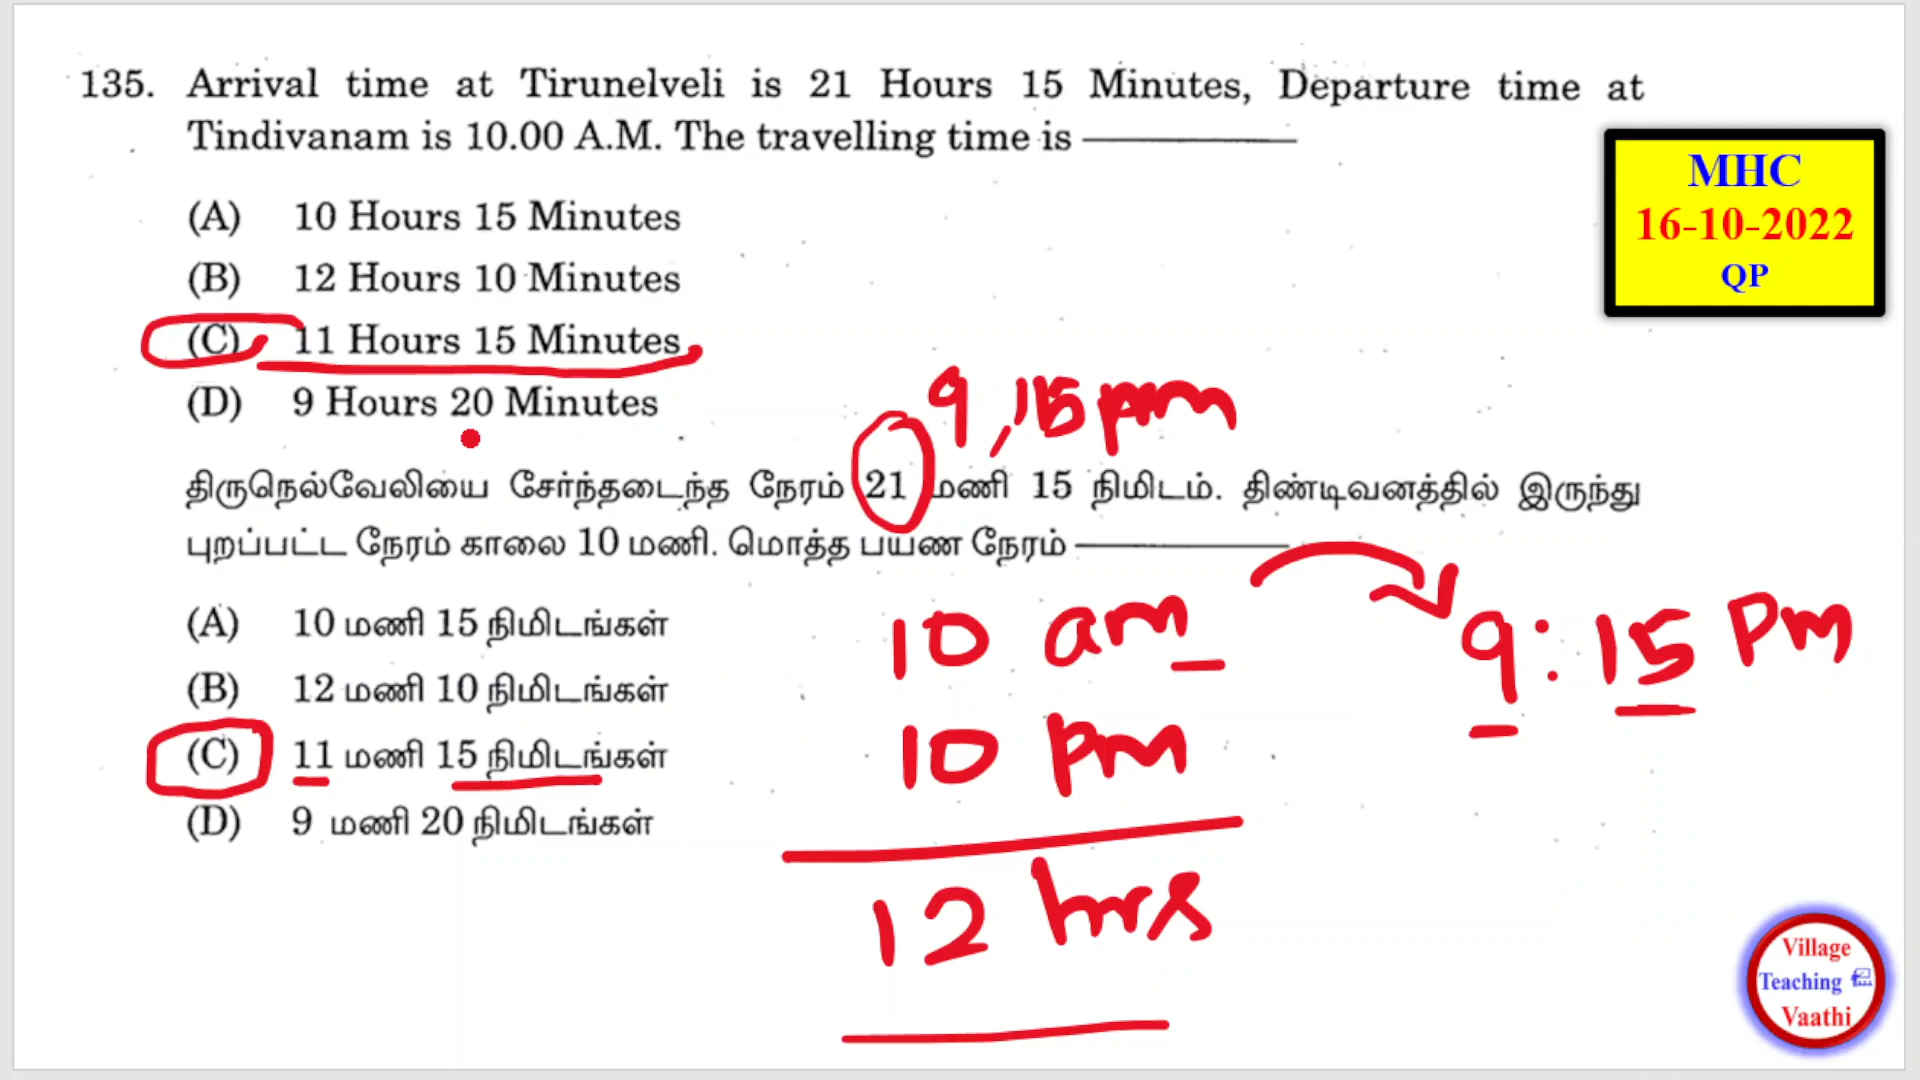 135. Arrival time at Tirunelveli is 21 Hours 15 Minutes, Departure time at
Tindivanam is 10.00 A.M. The travelling time is
(A) 10 Hours 15 Minutes
(B) 12 Hours 10 Minutes
(C) 11 Hours 15 Minutes
(D) 9 Hours 20 Minutes
MHC
16-10-2022
QP
9,15 pm
திருநெல்வேலியை சேர்ந்தடைந்த நேரம் 21 மணி 15 நிமிடம். திண்டிவனத்தில் இருந்து
புறப்பட்ட நேரம் காலை 10 மணி. மொத்த பயண நேரம்
(A) 10 மணி 15 நிமிடங்கள்
(B) 12 மணி 10 நிமிடங்கள்
(C) 11 மணி 15 நிமிடங்கள்
(D) 9 மணி 20 நிமிடங்கள்
10 am
9:15 Pm
10 Pm
12 hrs
Village
Teaching
Vaathi